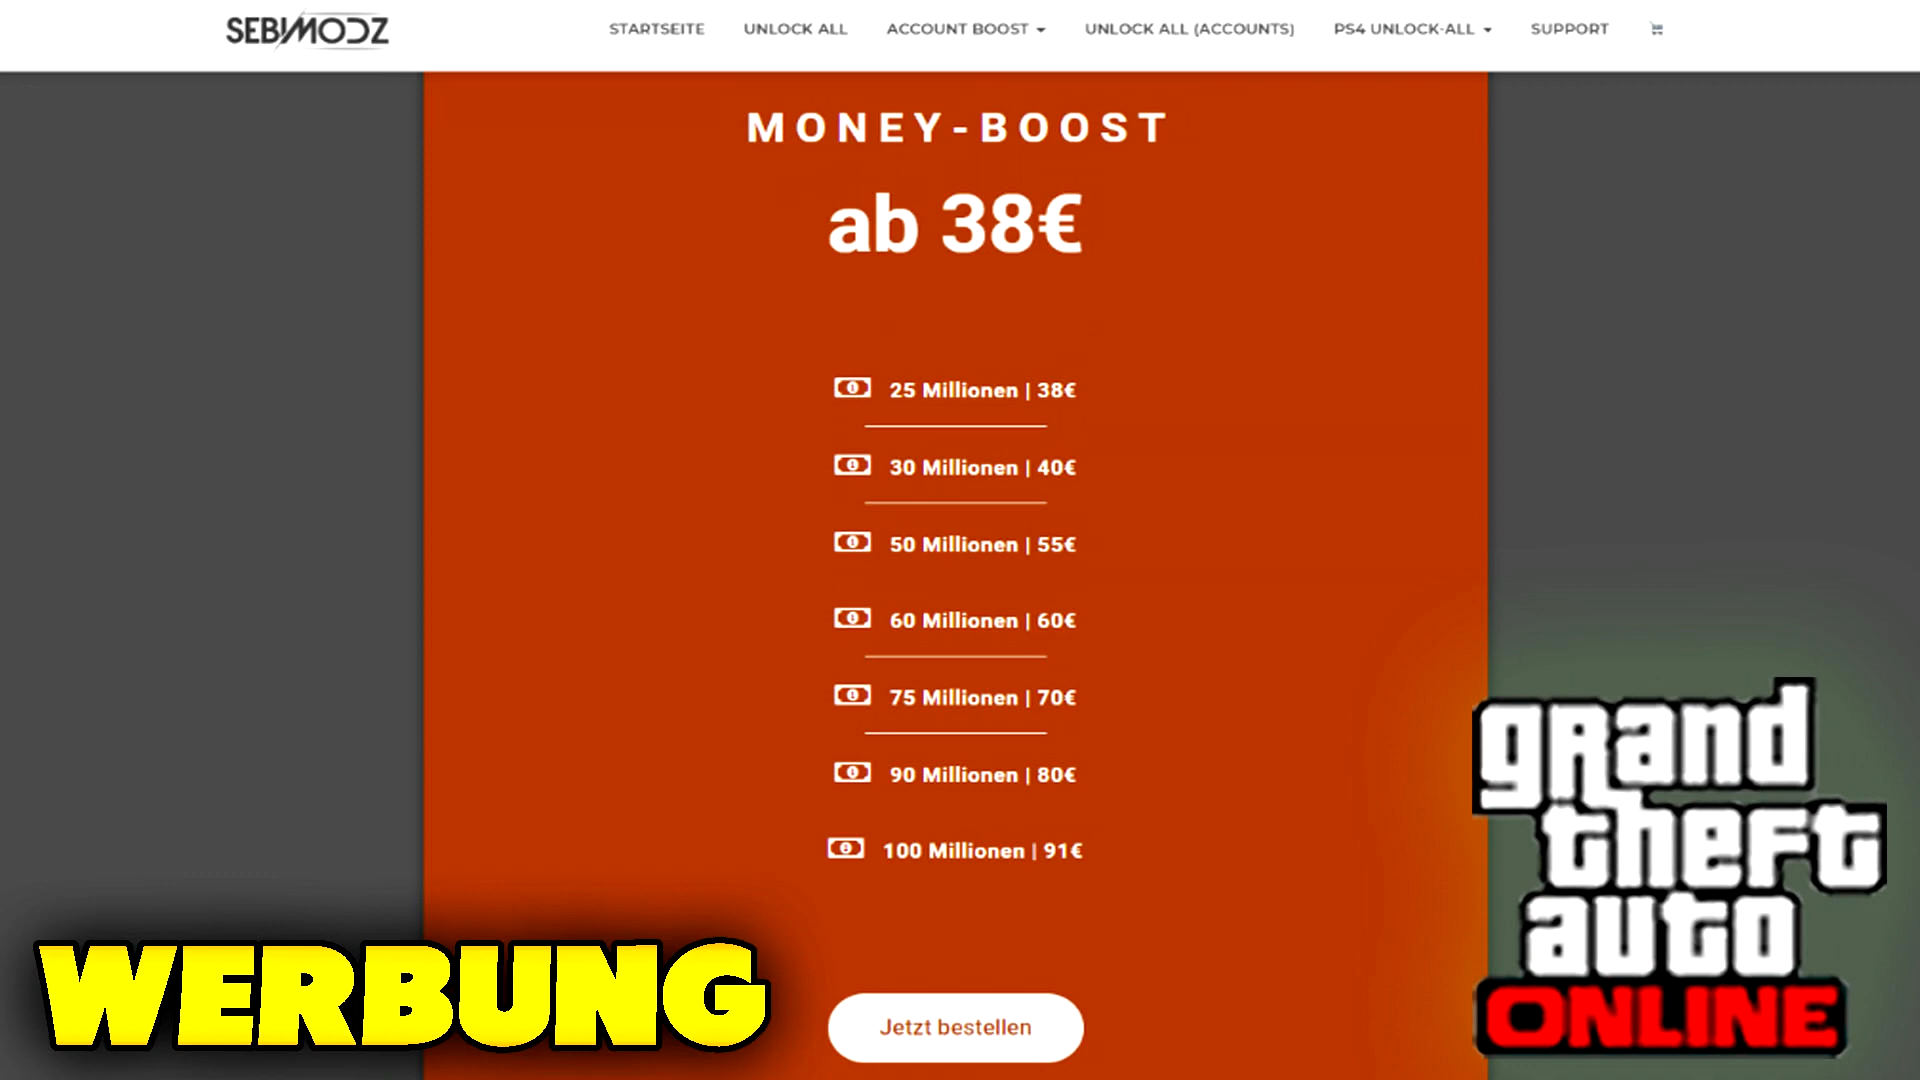 SEBIMODZ
STARTSEITE
UNLOCK ALL
ACCOUNT BOOST
UNLOCK ALL (ACCOUNTS)
PS4 UNLOCK-ALL
SUPPORT
MONEY-BOOST
ab 38€
25 Millionen | 38€
30 Millionen | 40€
50 Millionen | 55€
60 Millionen | 60€
75 Millionen | 70€
90 Millionen | 80€
100 Millionen | 91€
Jetzt bestellen
WERBUNG
grand
theft
auto
ONLINE